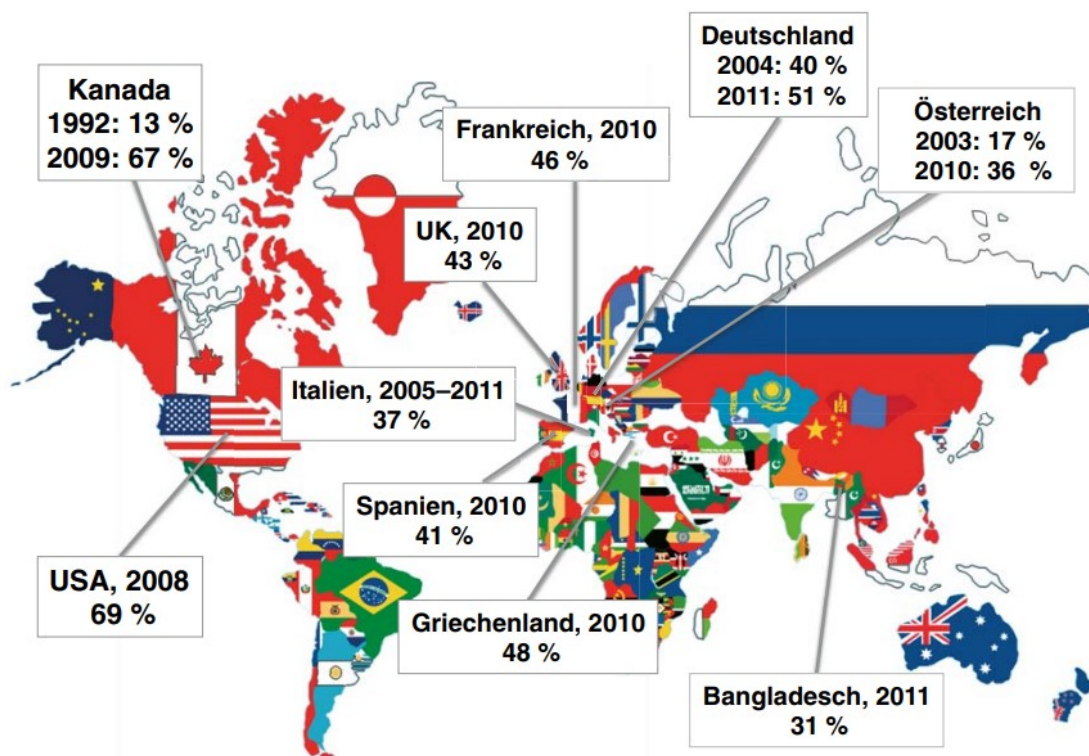 Kanada
1992: 13 %
2009: 67 %
Frankreich, 2010
46 %
Deutschland
2004: 40 %
2011: 51 %
Österreich
2003: 17 %
2010: 36 %
UK, 2010
43 %
Italien, 2005–2011
37 %
Spanien, 2010
41 %
USA, 2008
69 %
Griechenland, 2010
48 %
Bangladesch, 2011
31 %